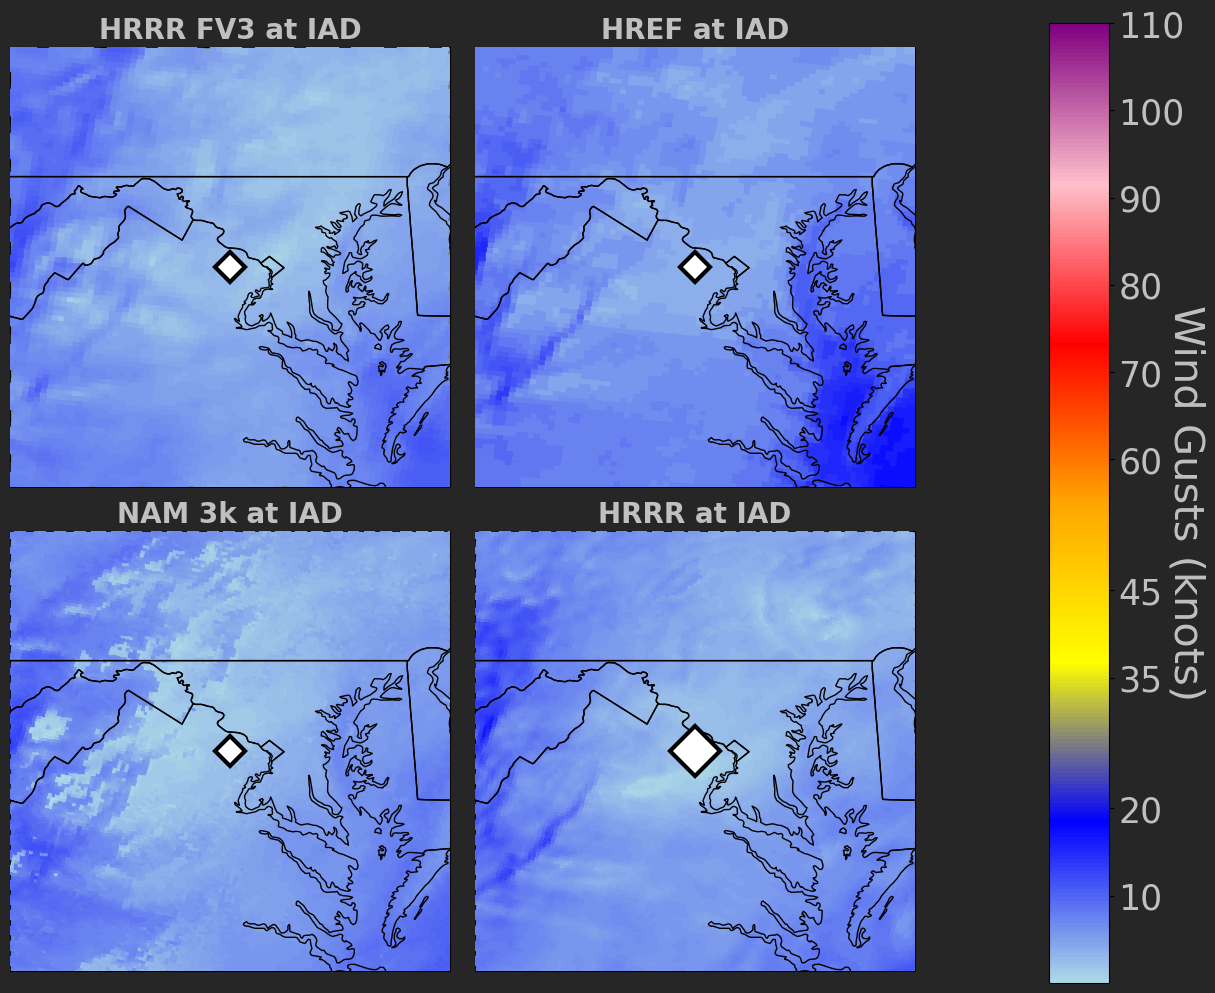 HRRR FV3 at IAD
HREF at IAD
NAM 3k at IAD
HRRR at IAD
110
100
90
80
70
60
45
35
20
10
Wind Gusts (knots)